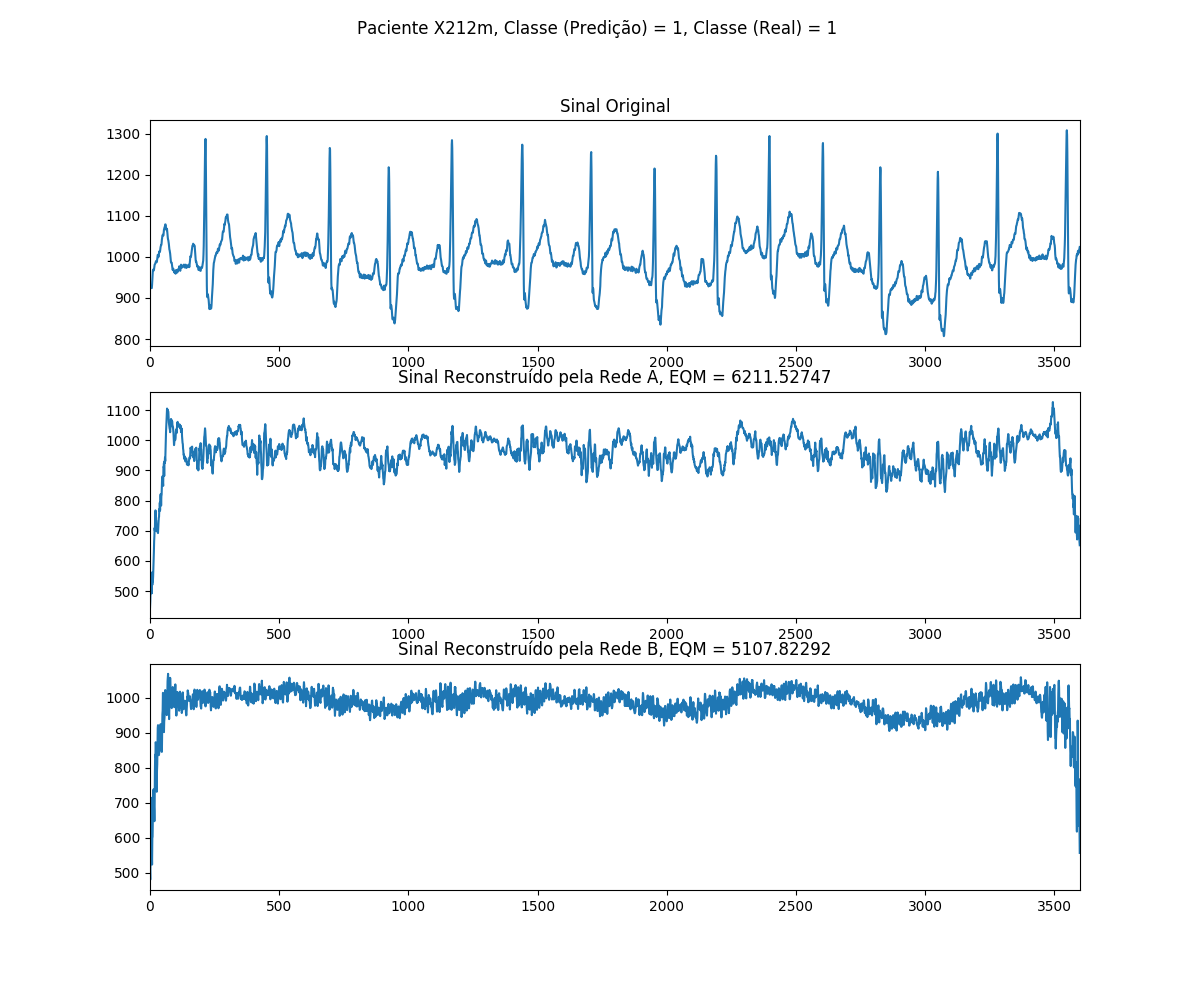 Paciente X212m, Classe (Predição) = 1, Classe (Real) = 1
Sinal Original
1300
1200
1100
1000
900
800
0 500 1000 1500 2000 2500 3000 3500
Sinal Reconstruído pela Rede A, EQM = 6211.52747
1100
1000
900
800
700
600
500
0 500 1000 1500 2000 2500 3000 3500
Sinal Reconstruído pela Rede B, EQM = 5107.82292
1000
900
800
700
600
500
0 500 1000 1500 2000 2500 3000 3500